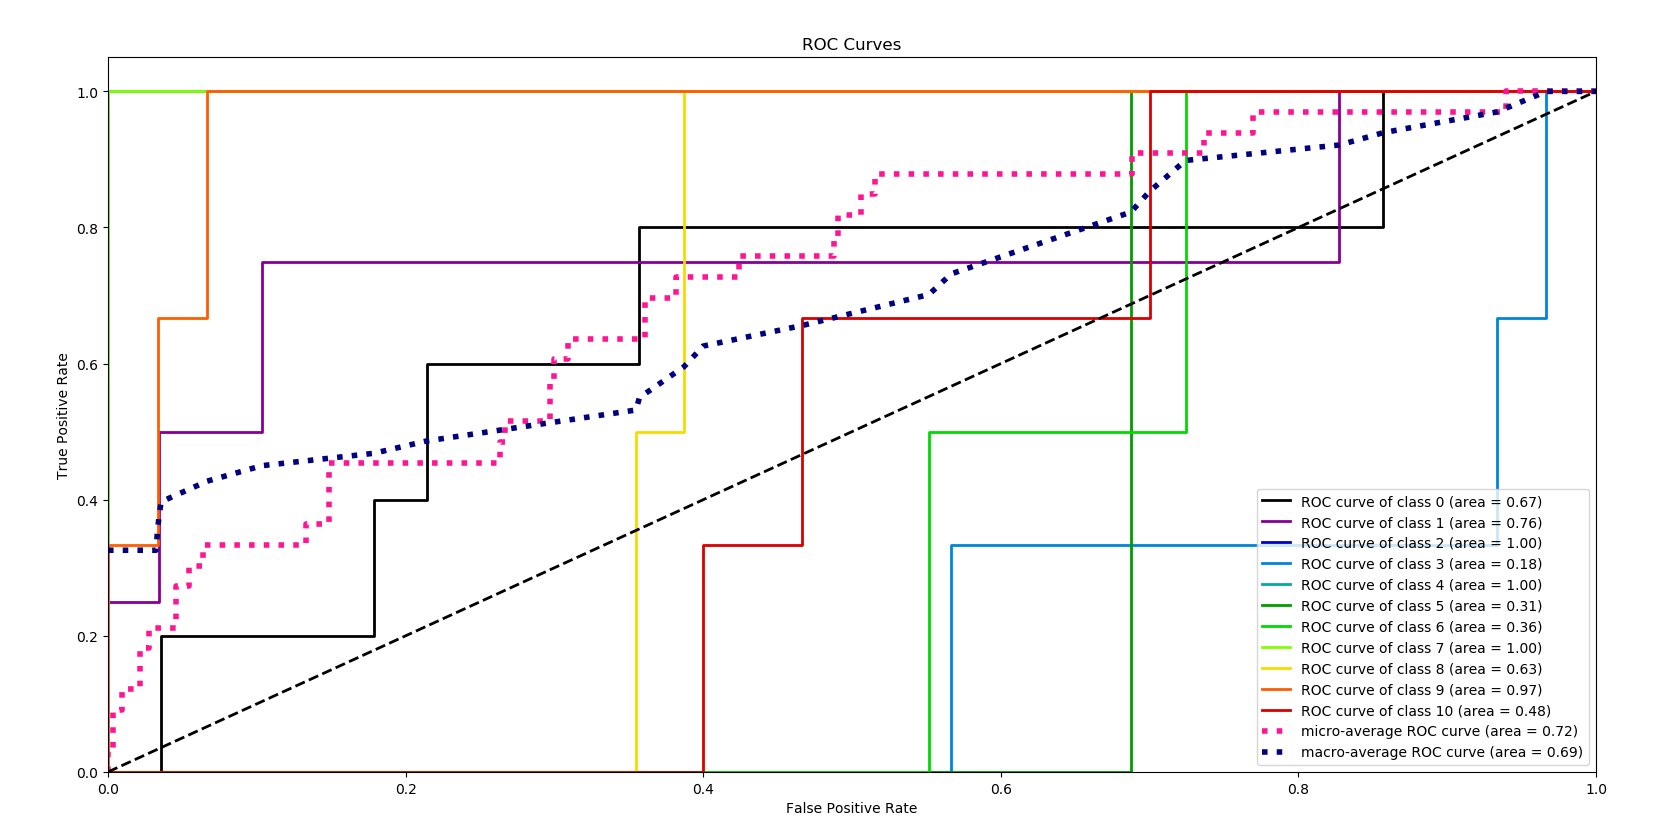 ROC Curves
1.0
0.8
0.6
0.4
0.2
0.0
True Positive Rate
0.0 0.2 0.4 0.6 0.8 1.0
False Positive Rate
ROC curve of class 0 (area = 0.67)
ROC curve of class 1 (area = 0.76)
ROC curve of class 2 (area = 1.00)
ROC curve of class 3 (area = 0.18)
ROC curve of class 4 (area = 1.00)
ROC curve of class 5 (area = 0.31)
ROC curve of class 6 (area = 0.36)
ROC curve of class 7 (area = 1.00)
ROC curve of class 8 (area = 0.63)
ROC curve of class 9 (area = 0.97)
ROC curve of class 10 (area = 0.48)
micro-average ROC curve (area = 0.72)
macro-average ROC curve (area = 0.69)